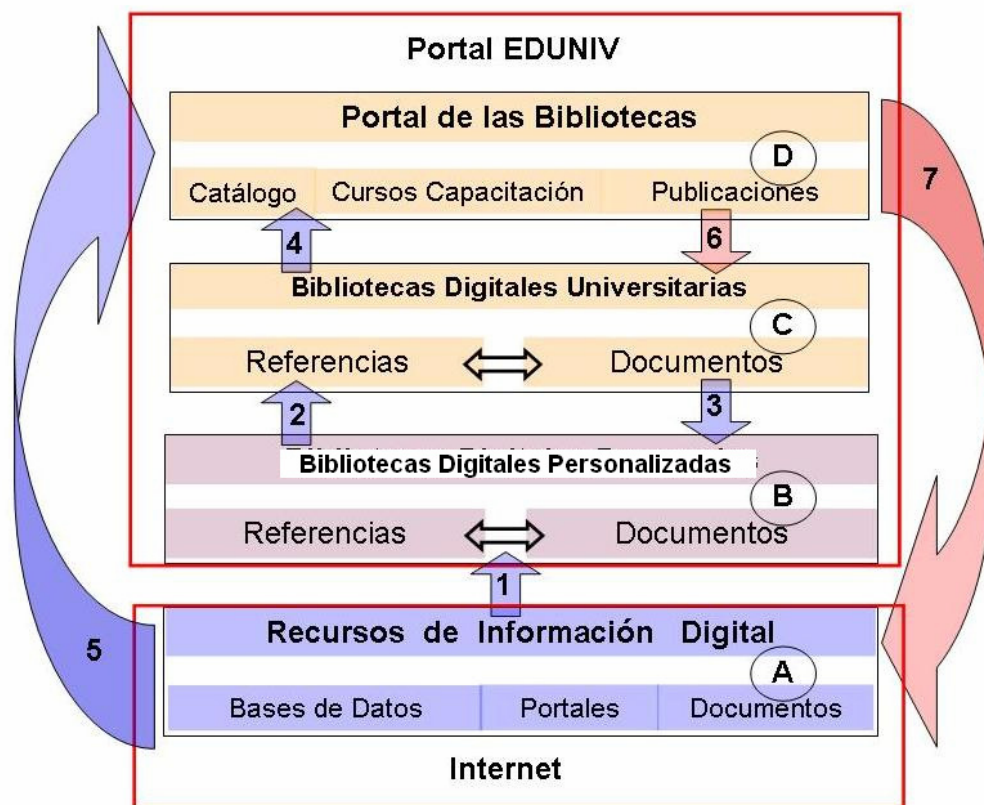 Portal EDUNIV
Portal de las Bibliotecas
D
7
Catálogo Cursos Capacitación Publicaciones
4 6
Bibliotecas Digitales Universitarias
C
Referencias Documentos
2 3
Bibliotecas Digitales Personalizadas
B
Referencias Documentos
1
Recursos de Información Digital
5
A
Bases de Datos Portales Documentos
Internet